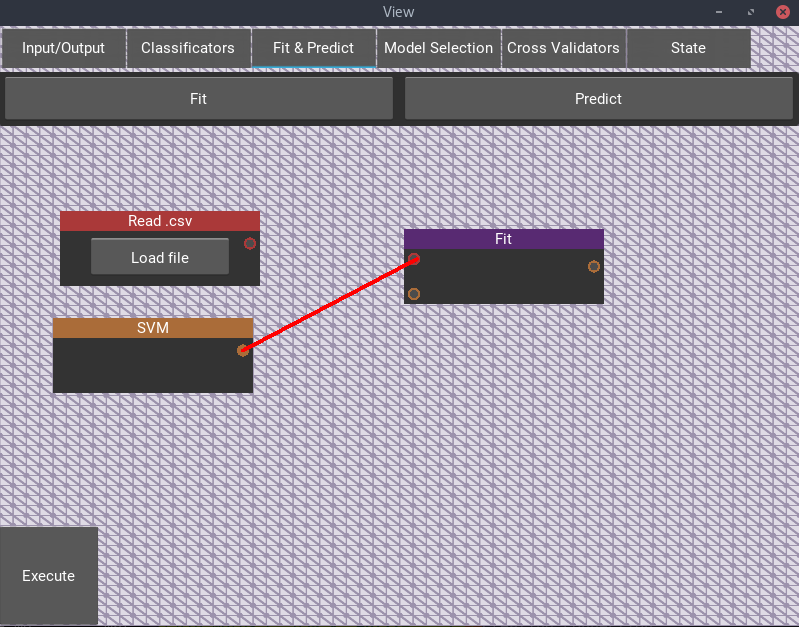 View
Input/Output
Classificators
Fit & Predict
Model Selection
Cross Validators
State
Fit
Predict
Read .csv
Load file
Fit
SVM
Execute